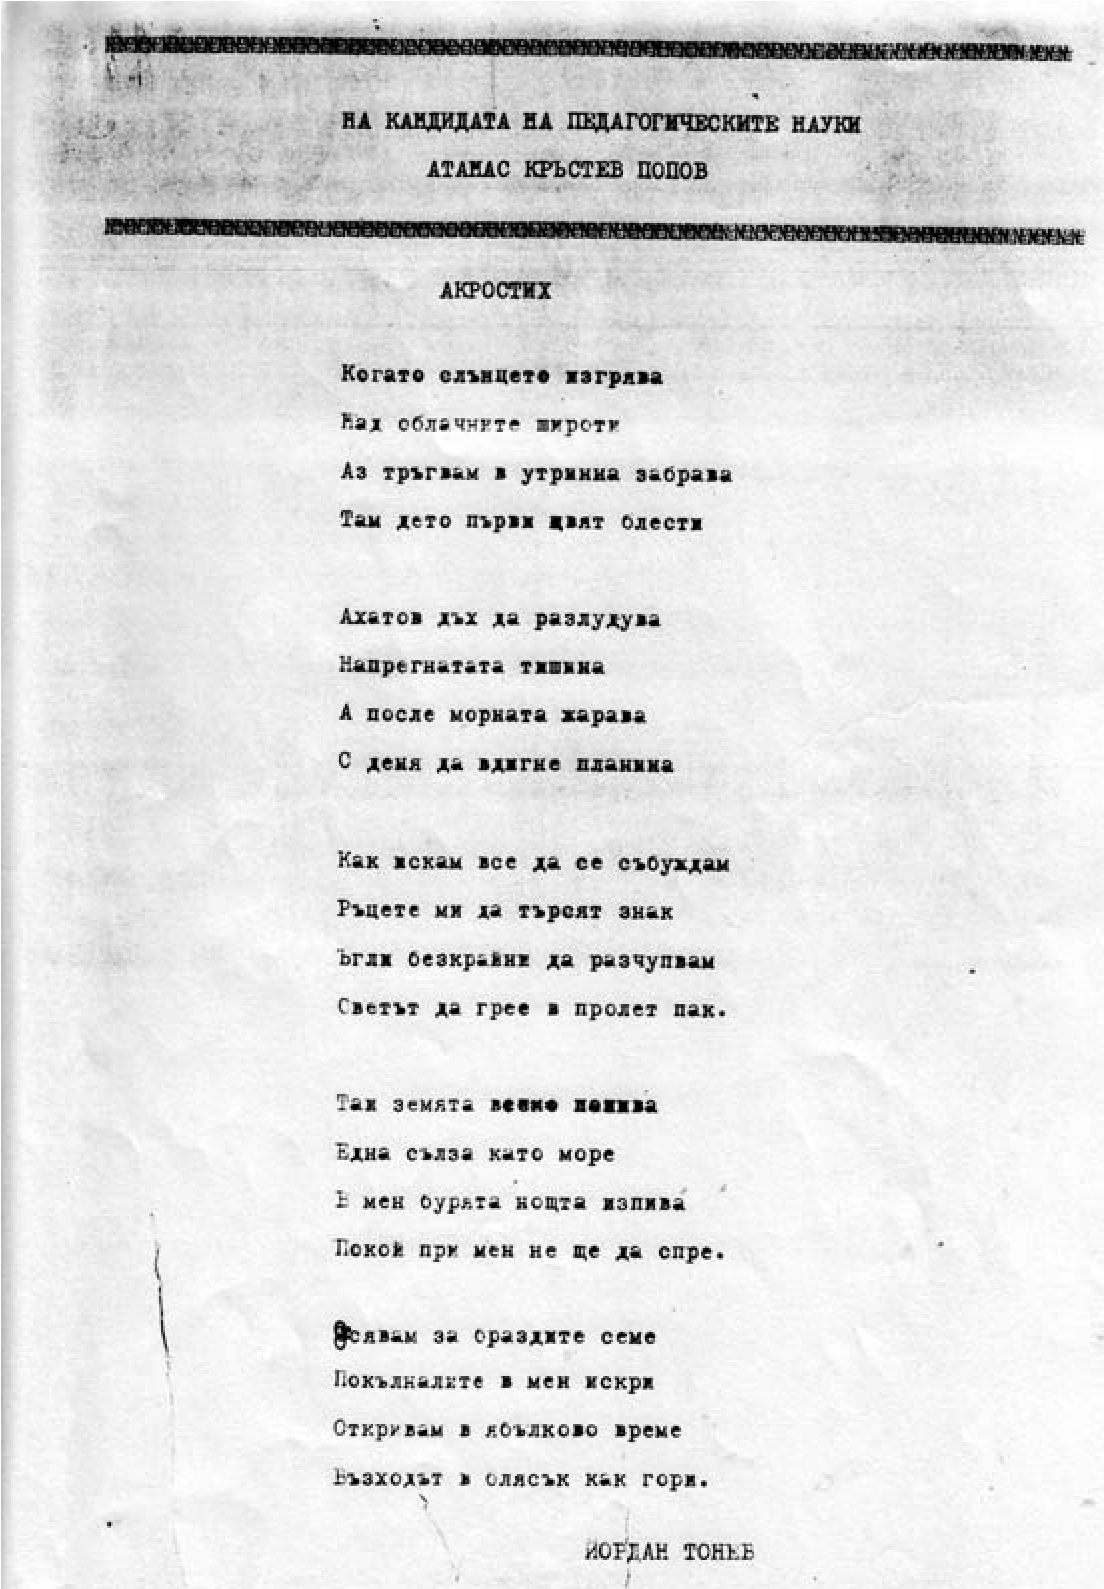 НА КАНДИДАТА НА ПЕДАГОГИЧЕСКИТЕ НАУКИ
АТАНАС КРЪСТЕВ ПОПОВ
АКРОСТИХ
Когато слънцето изгрява
Над облачните широти
Аз тръгвам в утринна забрава
Там дето първи цвят блести
Ахатов дъх да разлудува
Напрегнатата тишина
А после морната жарава
С деня да вдигне планина
Как искам все да се събуждам
Ръцете ми да търсят знак
Ъгли безкрайни да разчупвам
Светът да грее в пролет пак.
Тъй земята
Една сълза като море
В мен бурята нощта изпива
Покой при мен не ще да спре.
за браздите семе
Покълналите в мен искри
Откривам в ябълково време
Възходът в блясък как гори.
ЙОРДАН ТОНЕВ